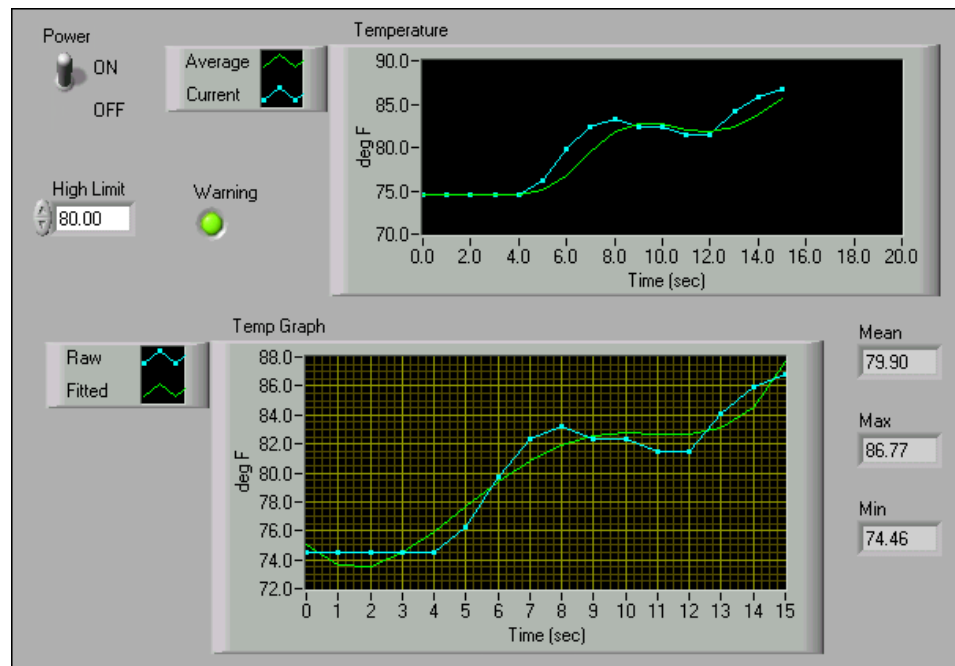 Power
ON
OFF
Average
Current
High Limit
80.00
Warning
Temperature
90.0
85.0
80.0
75.0
70.0
deg F
0.0 2.0 4.0 6.0 8.0 10.0 12.0 14.0 16.0 18.0 20.0
Time (sec)
Raw
Fitted
Temp Graph
88.0
86.0
84.0
82.0
80.0
78.0
76.0
74.0
72.0
deg F
0 1 2 3 4 5 6 7 8 9 10 11 12 13 14 15
Time (sec)
Mean
79.90
Max
86.77
Min
74.46